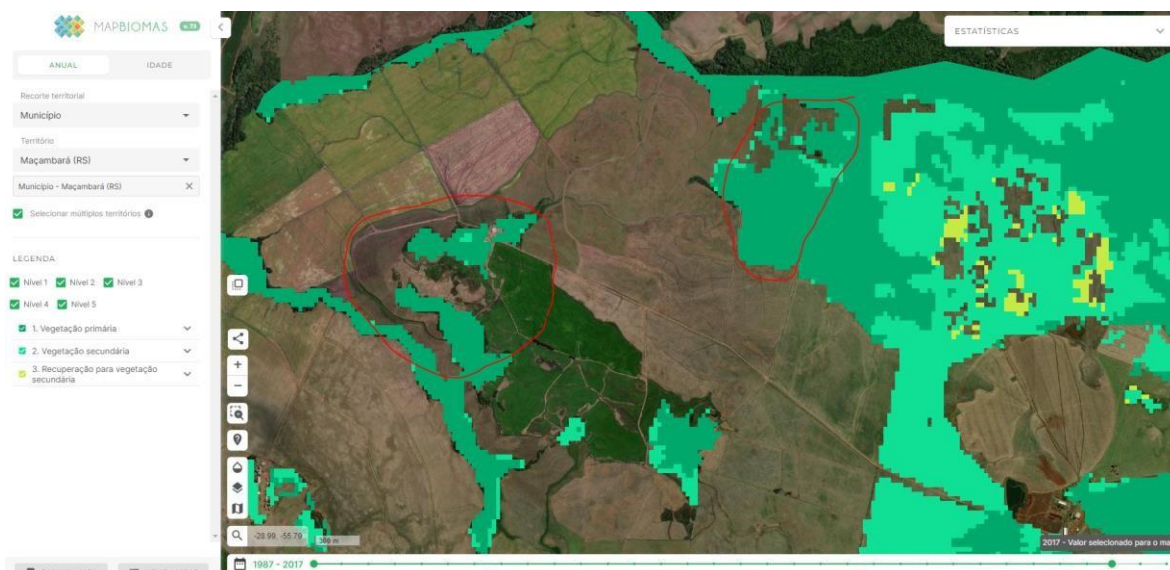 MAPBIOMAS
ANUAL IDADE
Recorte territorial
Município
Território
Maçambará (RS)
Município - Maçambará (RS)
Selecionar múltiplos territórios
LEGENDA
Nível 1 Nível 2 Nível 3
Nível 4 Nível 5
1. Vegetação primária
2. Vegetação secundária
3. Recuperação para vegetação
secundária
ESTATÍSTICAS
-28.99, -55.79
300 m
2017 - Valor selecionado para o ma
1987 - 2017